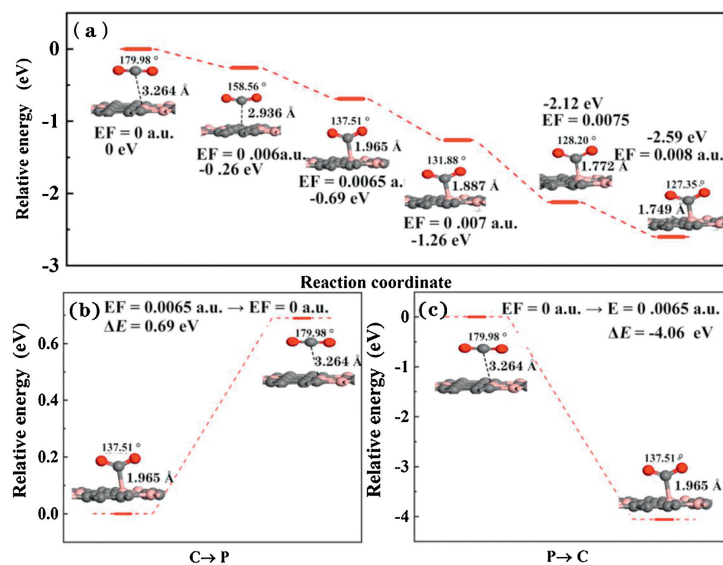 (a)
Relative energy (eV)
0
-1
-2
-3
179.98 °
3.264 Å
EF = 0 a.u.
0 eV
158.56 °
2.936 Å
EF = 0 .006a.u.
-0 .26 eV
137.51 °
1.965 Å
EF = 0.0065 a.
-0.69 eV
131.88 °
1.887 Å
EF = 0 .007 a.u.
-1.26 eV
-2.12 eV
EF = 0.0075
128.20 °
1.772 Å
-2.59 eV
EF = 0.008 a.u.
127.35 °
1.749 Å
Reaction coordinate
(b)
EF = 0.0065 a.u. → EF = 0 a.u.
ΔE = 0.69 eV
Relative energy (eV)
0.6
0.4
0.2
0.0
179.98 °
3.264 Å
137.51 °
1.965 Å
C→ P
(c)
EF = 0 a.u. → E = 0 .0065 a.u.
ΔE = -4.06 eV
Relative energy (eV)
0
-1
-2
-3
-4
179.98 °
3.264 Å
137.51 °
1.965 Å
P→ C